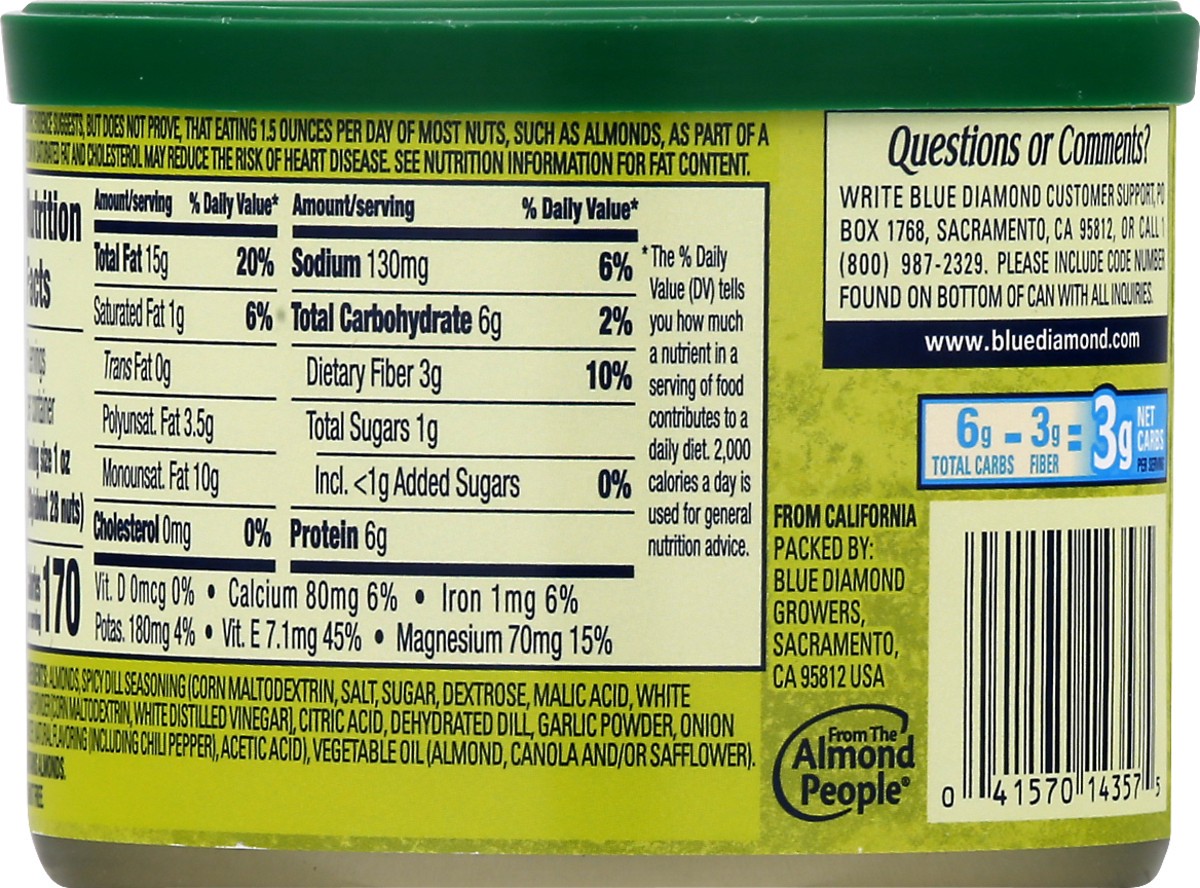 SUGGESTS, BUT DOES NOT PROVE, THAT EATING 1.5 OUNCES PER DAY OF MOST NUTS, SUCH AS ALMONDS, AS PART OF A
FAT AND CHOLESTEROL MAY REDUCE THE RISK OF HEART DISEASE. SEE NUTRITION INFORMATION FOR FAT CONTENT.
size 1 oz
28 nuts)
170
Amount/serving % Daily Value*
Total Fat 15g 20%
Saturated Fat 1g 6%
Trans Fat 0g
Polyunsat. Fat 3.5g
Monounsat. Fat 10g
Cholesterol 0mg 0%
Amount/serving % Daily Value*
Sodium 130mg 6%
Total Carbohydrate 6g 2%
Dietary Fiber 3g 10%
Total Sugars 1g
Incl. <1g Added Sugars 0%
Protein 6g
Vit. D 0mcg 0% • Calcium 80mg 6% • Iron 1mg 6%
Potas. 180mg 4% • Vit. E 7.1mg 45% • Magnesium 70mg 15%
*The % Daily
Value (DV) tells
you how much
a nutrient in a
serving of food
contributes to a
daily diet. 2,000
calories a day is
used for general
nutrition advice.
ALMONDS, SPICY DILL SEASONING (CORN MALTODEXTRIN, SALT, SUGAR, DEXTROSE, MALIC ACID, WHITE
[CORN MALTODEXTRIN, WHITE DISTILLED VINEGAR], CITRIC ACID, DEHYDRATED DILL, GARLIC POWDER, ONION
NATURAL FLAVORING (INCLUDING CHILI PEPPER), ACETIC ACID), VEGETABLE OIL (ALMOND, CANOLA AND/OR SAFFLOWER).
ALMONDS.
FREE
Questions or Comments?
WRITE BLUE DIAMOND CUSTOMER SUPPORT, PO
BOX 1768, SACRAMENTO, CA 95812, OR CALL 1
(800) 987-2329. PLEASE INCLUDE CODE NUMBER
FOUND ON BOTTOM OF CAN WITH ALL INQUIRIES.
www.bluediamond.com
6g - 3g = 3g NET CARBS PER SERVING
TOTAL CARBS FIBER
FROM CALIFORNIA
PACKED BY:
BLUE DIAMOND
GROWERS,
SACRAMENTO,
CA 95812 USA
From The
Almond
People®
0 41570 14357 5